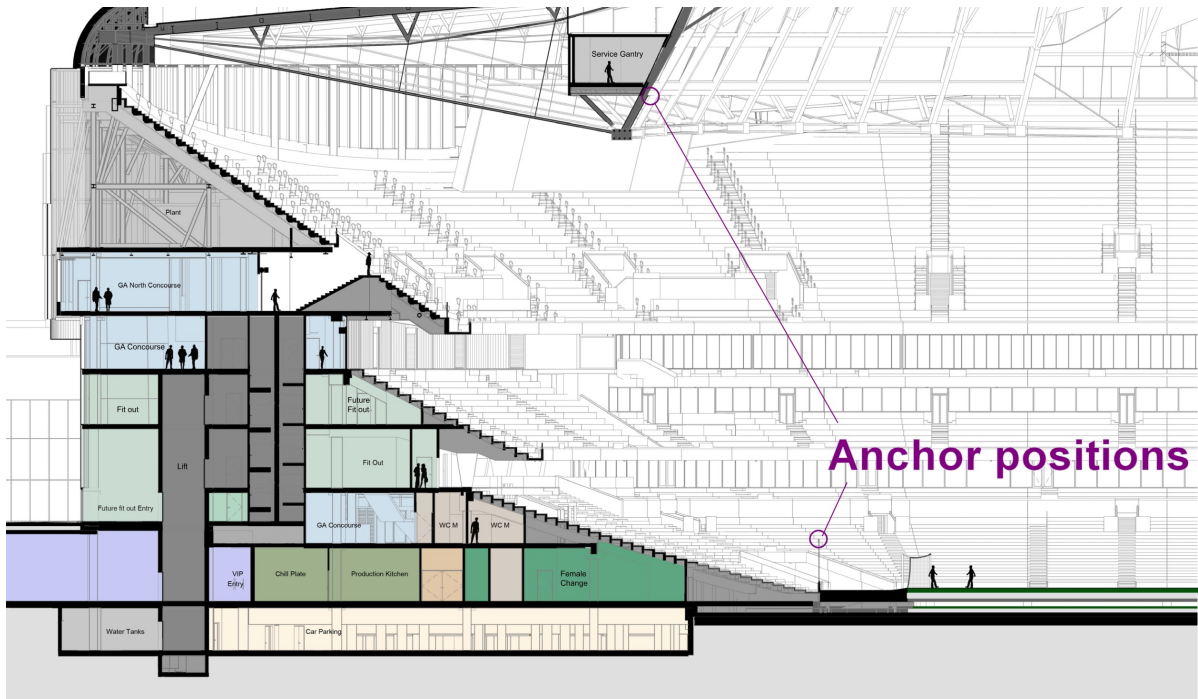 Service Gantry
Plant
GA North Concourse
GA Concourse
Fit out
Future
Fit out
Lift
Fit Out
Anchor positions
Future fit out Entry
GA Concourse
WC M
WC M
VIP
Entry
Chill Plate
Production Kitchen
Female
Change
Water Tanks
Car Parking